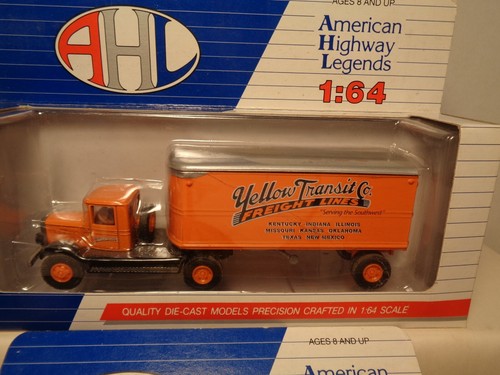 AGES 8 AND UP
AHL
American
Highway
Legends
1:64
Yellow Transit Co.
FREIGHT LINES
"Serving the Southwest"
KENTUCKY, INDIANA, ILLINOIS
MISSOURI, KANSAS, OKLAHOMA
TEXAS, NEW MEXICO
QUALITY DIE-CAST MODELS PRECISION CRAFTED IN 1:64 SCALE
AGES 8 AND UP
American